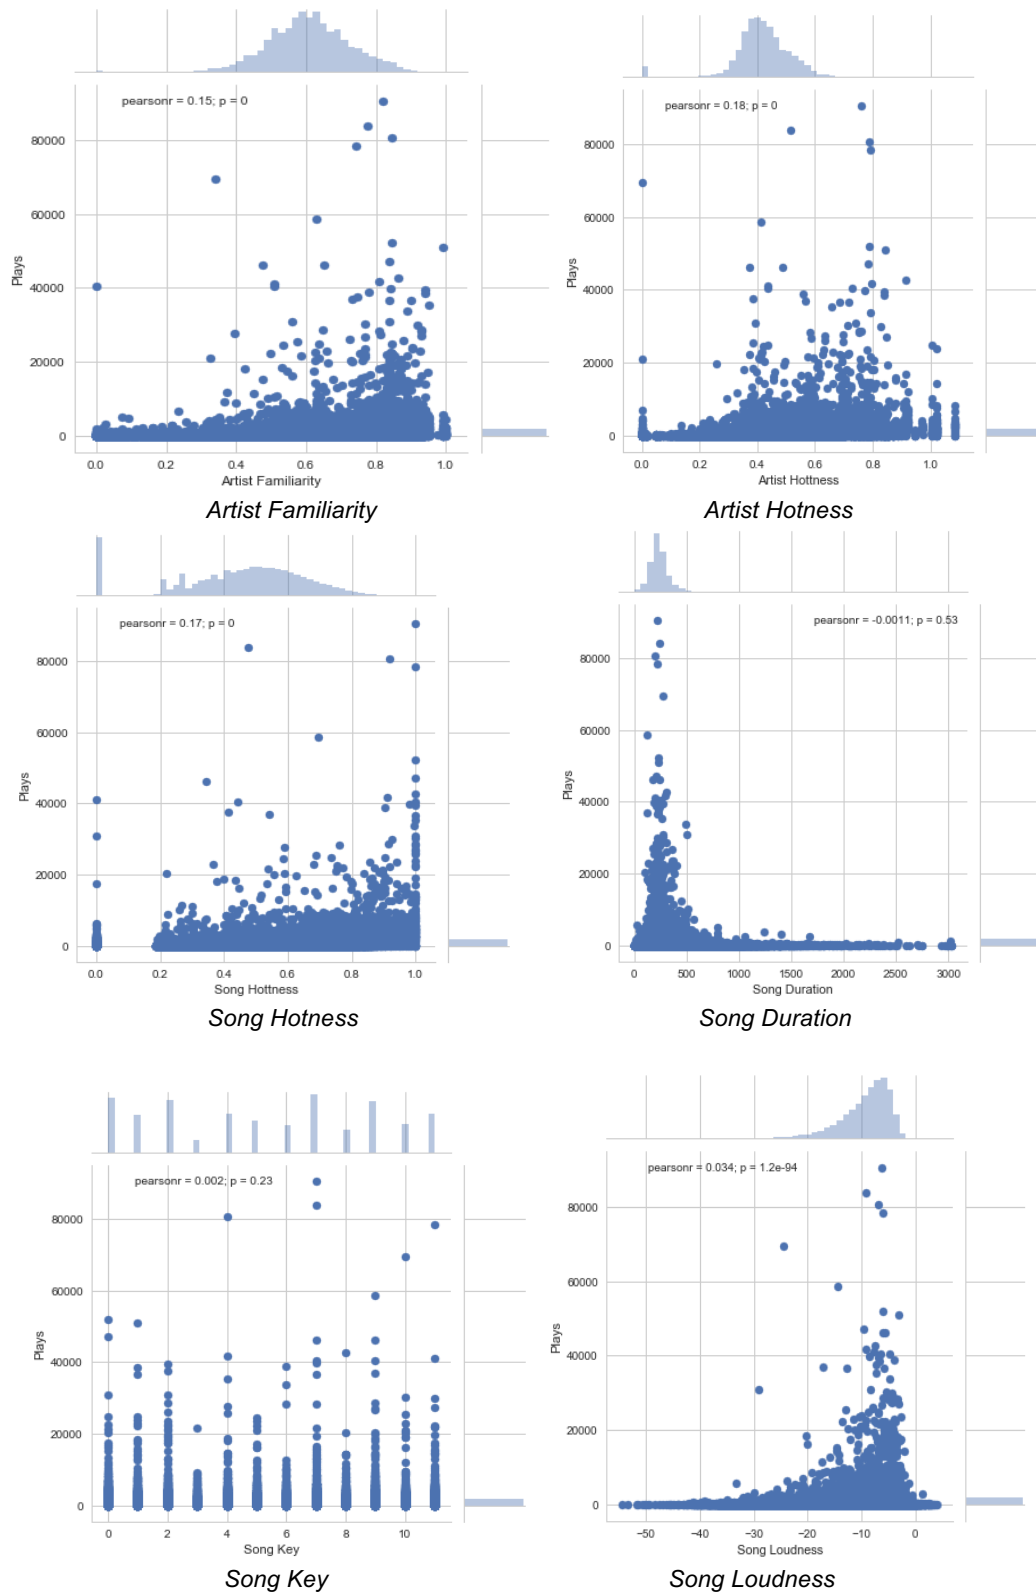 pearsonr = 0.15; p = 0
80000
60000
40000
20000
0
Plays
0.0 0.2 0.4 0.6 0.8 1.0
Artist Familiarity
Artist Familiarity
pearsonr = 0.18; p = 0
80000
60000
40000
20000
0
Plays
0.0 0.2 0.4 0.6 0.8 1.0
Artist Hottness
Artist Hotness
pearsonr = 0.17; p = 0
80000
60000
40000
20000
0
Plays
0.0 0.2 0.4 0.6 0.8 1.0
Song Hottness
Song Hotness
pearsonr = -0.0011; p = 0.53
80000
60000
40000
20000
0
Plays
0 500 1000 1500 2000 2500 3000
Song Duration
Song Duration
pearsonr = 0.002; p = 0.23
80000
60000
40000
20000
0
Plays
0 2 4 6 8 10
Song Key
Song Key
pearsonr = 0.034; p = 1.2e-94
80000
60000
40000
20000
0
Plays
−50 −40 −30 −20 −10 0
Song Loudness
Song Loudness